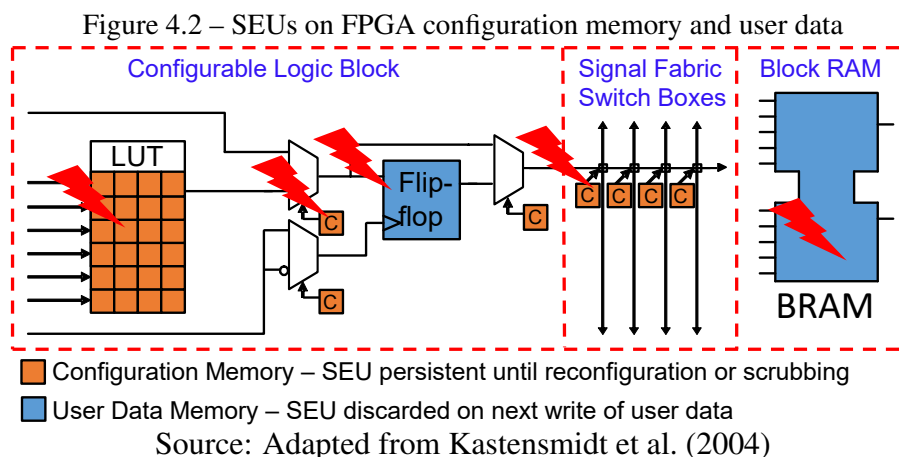 Figure 4.2 – SEUs on FPGA configuration memory and user data
Configurable Logic Block
Signal Fabric
Switch Boxes
Block RAM
LUT
Flip-
flop
C
C
C
C
C
C
C
BRAM
Configuration Memory – SEU persistent until reconfiguration or scrubbing
User Data Memory – SEU discarded on next write of user data
Source: Adapted from Kastensmidt et al. (2004)